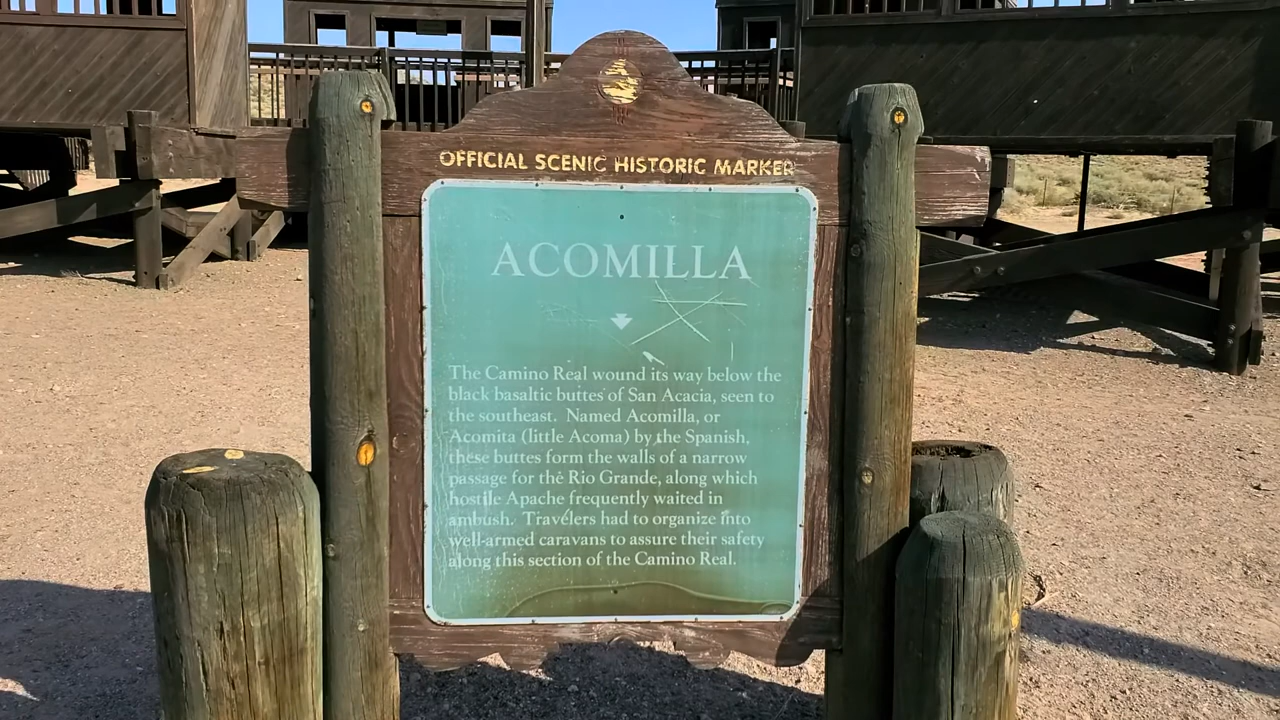 OFFICIAL SCENIC HISTORIC MARKER
ACOMILLA
The Camino Real wound its way below the
black basaltic buttes of San Acacia, seen to
the southeast. Named Acomilla, or
Acomita (little Acoma) by the Spanish,
these buttes form the walls of a narrow
passage for the Rio Grande, along which
hostile Apache frequently waited in
ambush. Travelers had to organize into
well-armed caravans to assure their safety
along this section of the Camino Real.